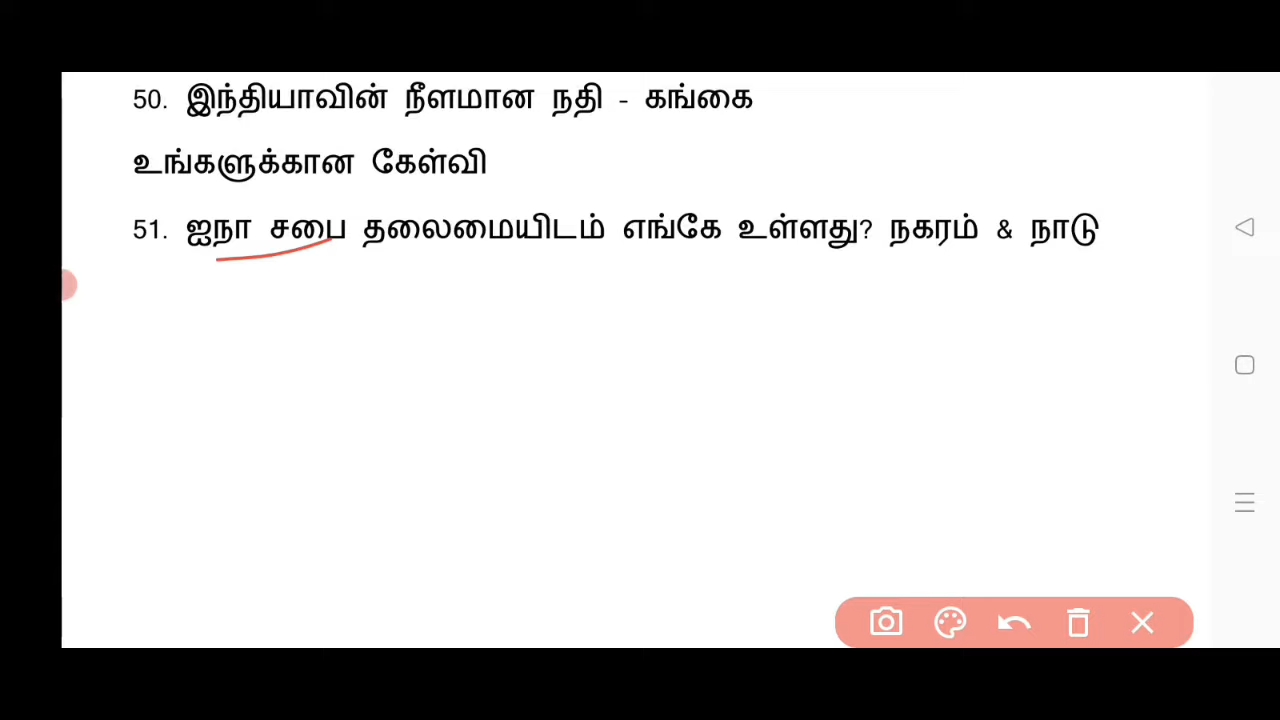 50. இந்தியாவின் நீளமான நதி - கங்கை
உங்களுக்கான கேள்வி
51. ஐநா சபை தலைமையிடம் எங்கே உள்ளது? நகரம் & நாடு